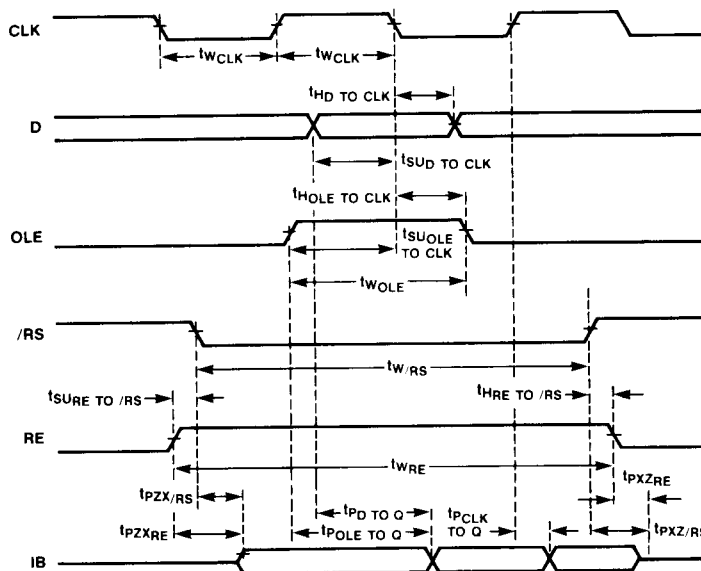 CLK
tWCLK
tWCLK
tHD TO CLK
D
tSUD TO CLK
tHOLE TO CLK
OLE
tSUOLE
TO CLK
tWOLE
/RS
tW/RS
tSURE TO /RS
tHRE TO /RS
RE
tWRE
tPXZRE
tPZX/RS
tPD TO Q
tPCLK
TO Q
tPZXRE
tPOLE TO Q
tPXZ/RS
IB